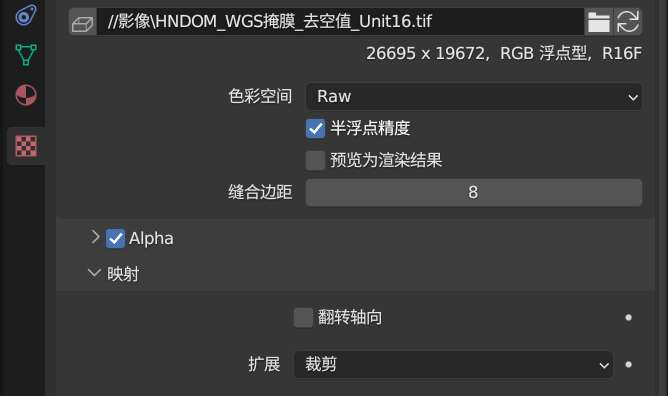 //影像\HNDOM_WGS掩膜_去空值_Unit16.tif
26695 x 19672, RGB 浮点型, R16F
色彩空间 Raw
半浮点精度
预览为渲染结果
缝合边距 8
Alpha
映射
翻转轴向
扩展 裁剪